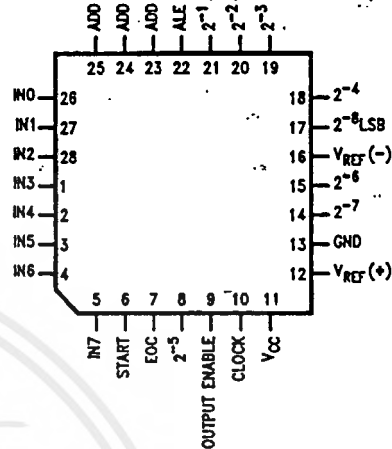 ADD ADD ADD ALE 2⁻¹ 2⁻² 2⁻³
25 24 23 22 21 20 19
IN0 26
IN1 27
IN2 28
IN3 1
IN4 2
IN5 3
IN6 4
18 2⁻⁴
17 2⁻⁸LSB
16 VREF(-)
15 2⁻⁶
14 2⁻⁷
13 GND
12 VREF(+)
5 6 7 8 9 10 11
IN7 START EOC 2⁻⁵ OUTPUT ENABLE CLOCK VCC